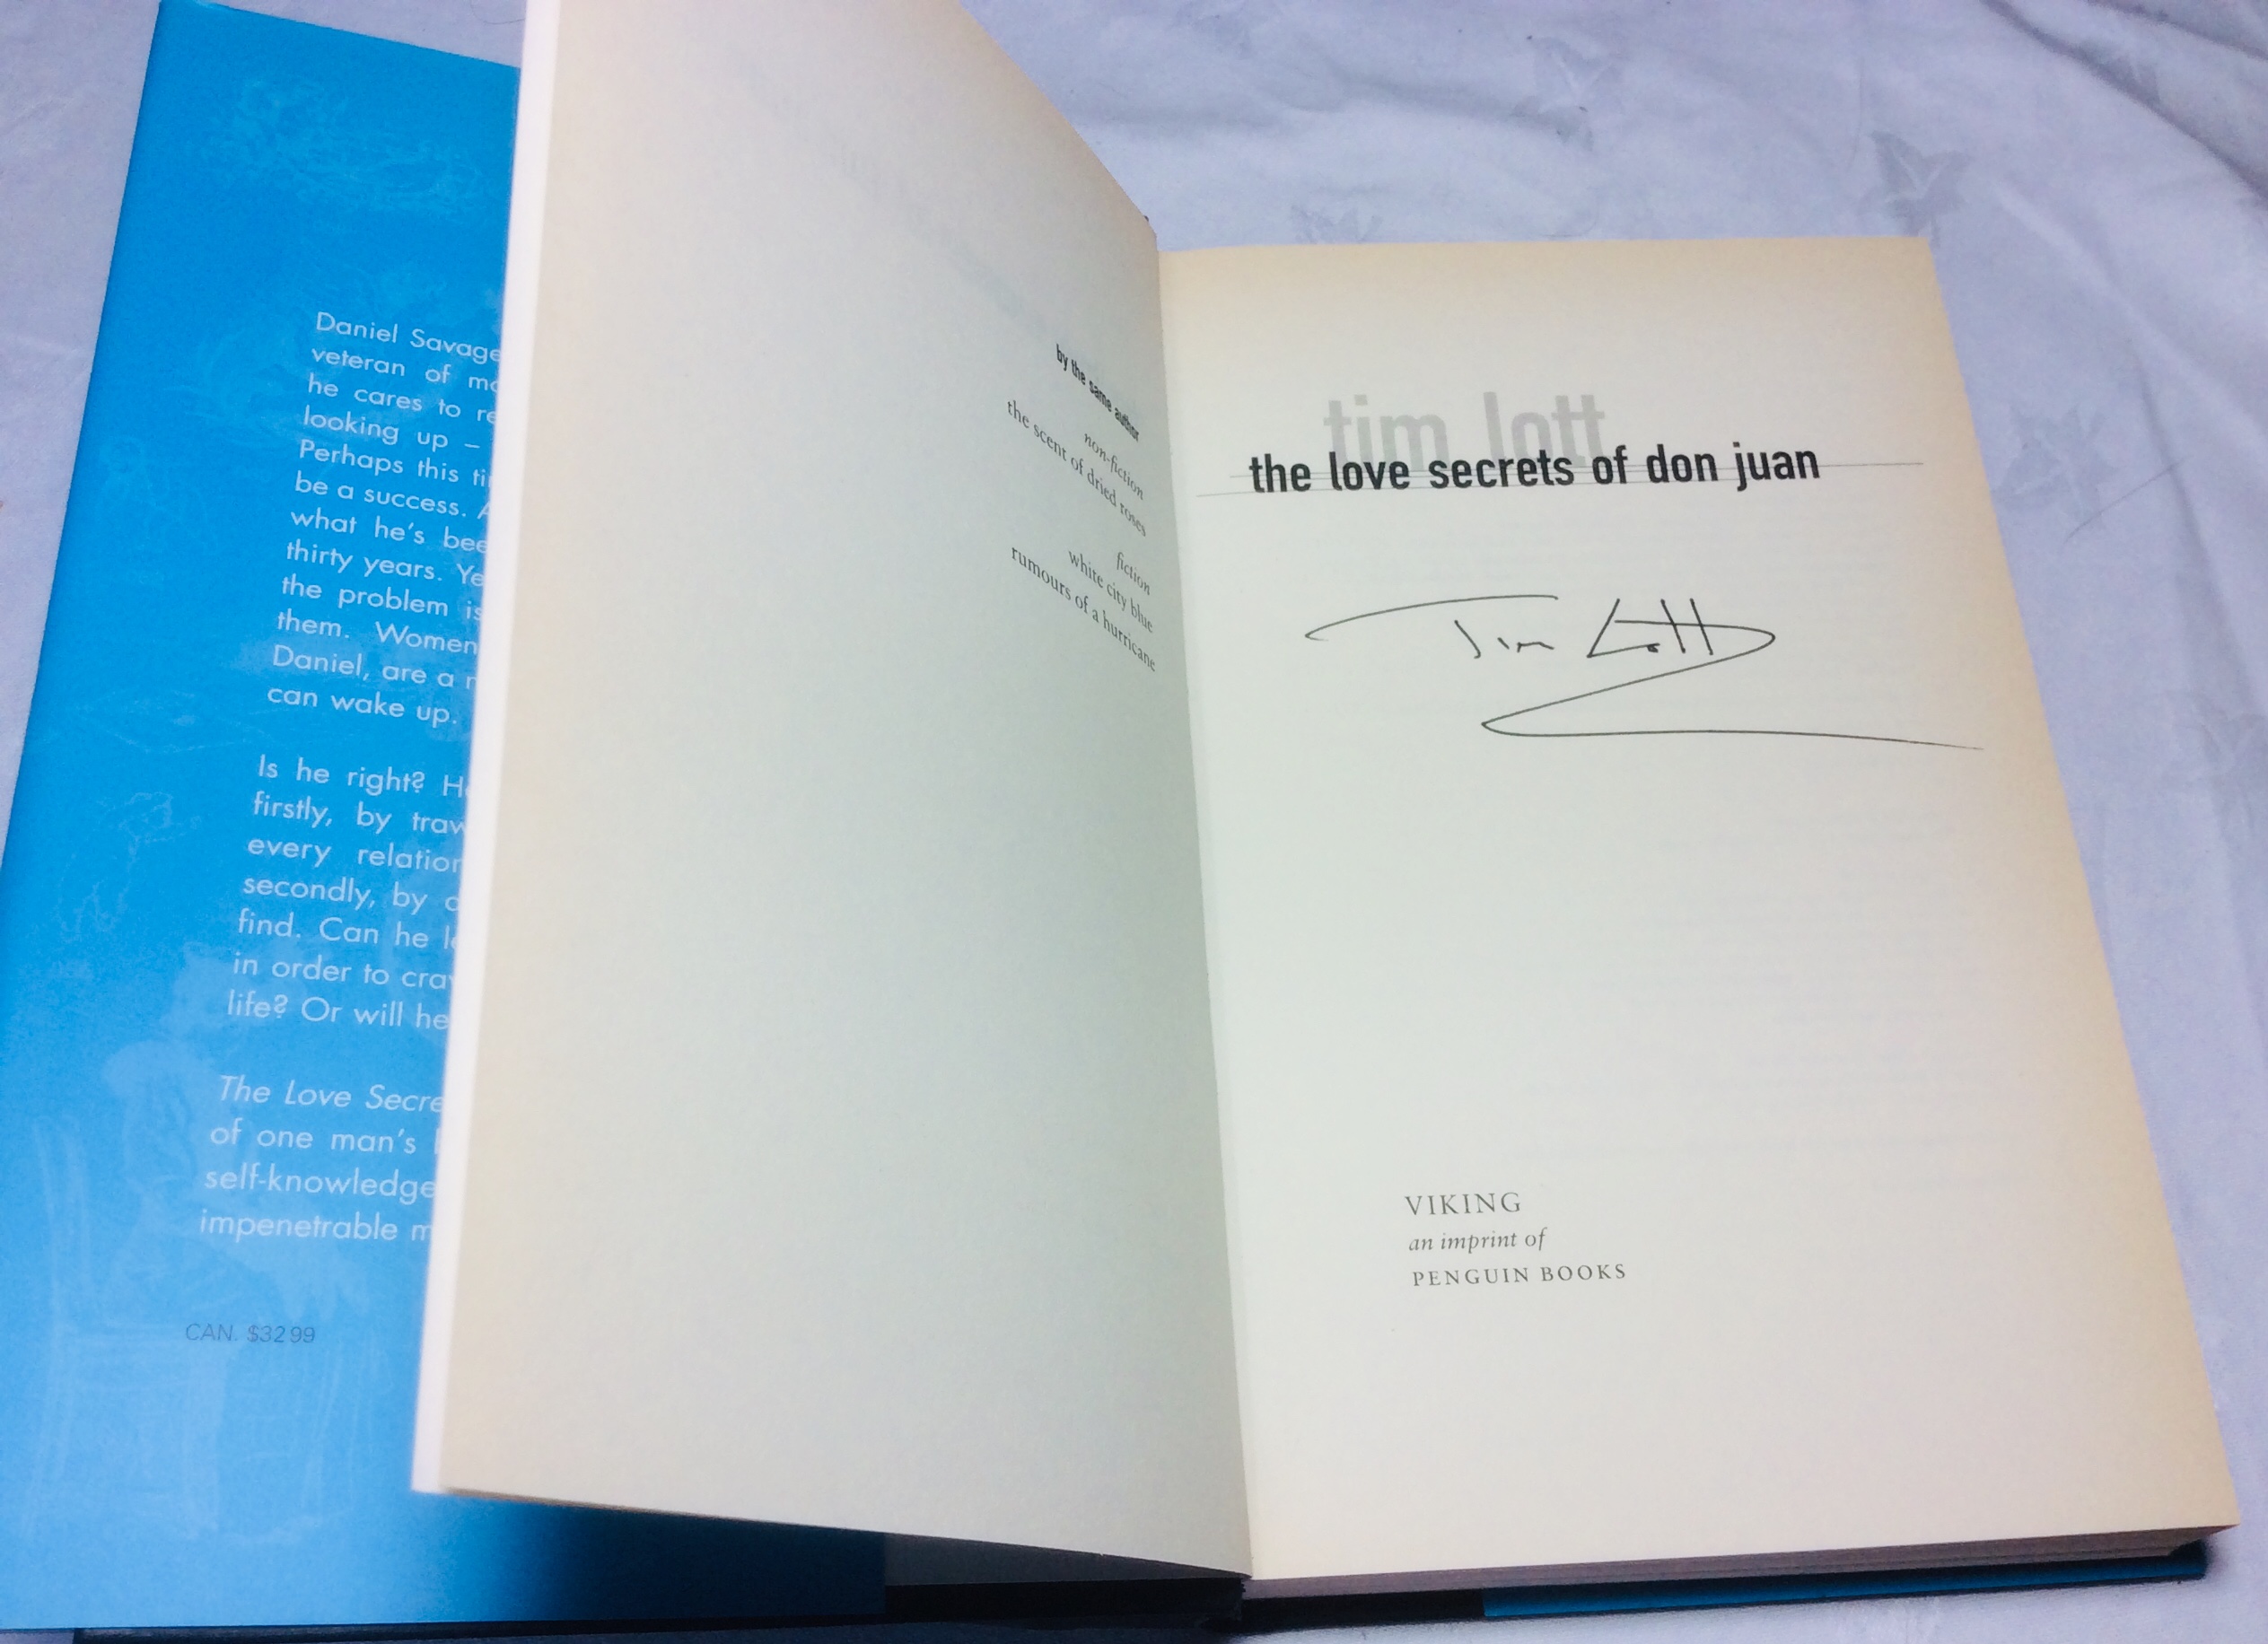 Daniel Savage
veteran of
he cares to
looking up –
Perhaps this
be a success.
what he's
thirty years.
the problem is
them. Women
Daniel, are a
can wake up.
Is he right?
firstly, by
every
secondly, by
find. Can he
in order to
life? Or will he
The Love
of one man's
self-knowledge
impenetrable
CAN. $32 99
by the same author
non-fiction
the scent of dried roses
fiction
white city blue
rumours of a hurricane
tim lott
the love secrets of don juan
Tim Lott
VIKING
an imprint of
PENGUIN BOOKS